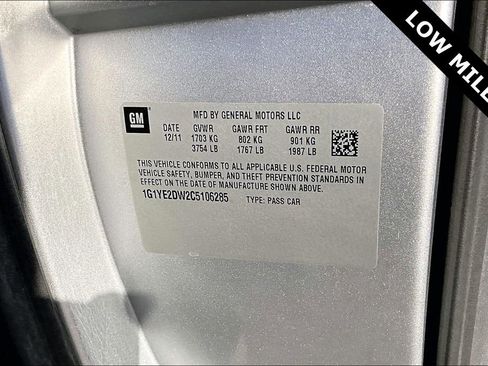 LOW MILE
GM
MFD BY GENERAL MOTORS LLC
DATE GVWR GAWR FRT GAWR RR
12/11 1703 KG 802 KG 901 KG
3754 LB 1767 LB 1987 LB
THIS VEHICLE CONFORMS TO ALL APPLICABLE U.S. FEDERAL MOTOR
VEHICLE SAFETY, BUMPER, AND THEFT PREVENTION STANDARDS IN
EFFECT ON THE DATE OF MANUFACTURE SHOWN ABOVE.
1G1YE2DW2C5106285 TYPE: PASS CAR